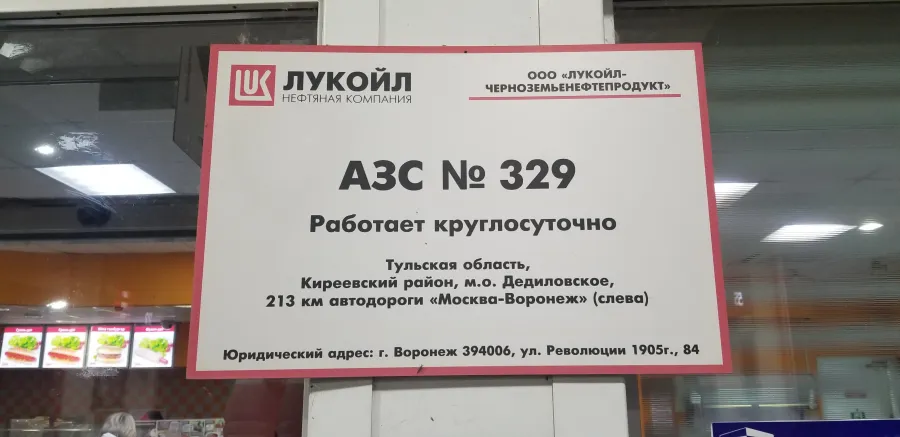 LUK ЛУКОЙЛ
НЕФТЯНАЯ КОМПАНИЯ
ООО «ЛУКОЙЛ-
ЧЕРНОЗЕМЬЕНЕФТЕПРОДУКТ»
АЗС № 329
Работает круглосуточно
Тульская область,
Киреевский район, м.о. Дедиловское,
213 км автодороги «Москва-Воронеж» (слева)
Юридический адрес: г. Воронеж 394006, ул. Революции 1905г., 84